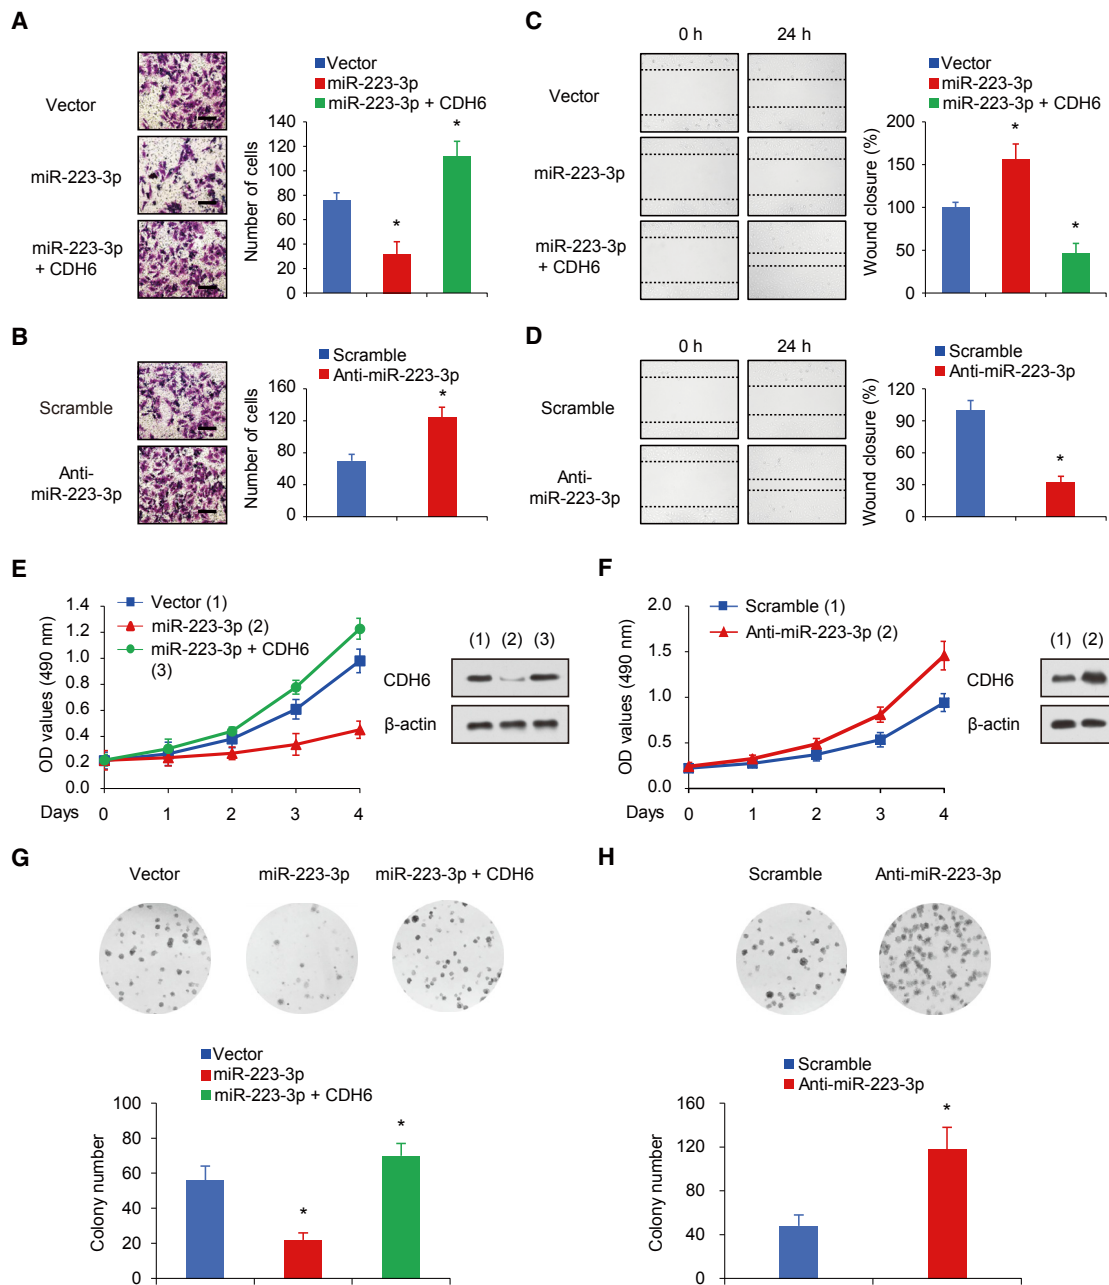 A
Vector
miR-223-3p
miR-223-3p
+ CDH6
Vector
miR-223-3p
miR-223-3p + CDH6
Number of cells
140
120
100
80
60
40
20
0
*
*
B
Scramble
Anti-
miR-223-3p
Scramble
Anti-miR-223-3p
Number of cells
160
120
80
40
0
*
C
0 h
24 h
Vector
miR-223-3p
miR-223-3p
+ CDH6
Vector
miR-223-3p
miR-223-3p + CDH6
Wound closure (%)
200
150
100
50
0
*
*
D
0 h
24 h
Scramble
Anti-
miR-223-3p
Scramble
Anti-miR-223-3p
Wound closure (%)
120
90
60
30
0
*
E
Vector (1)
miR-223-3p (2)
miR-223-3p + CDH6
(3)
OD values (490 nm)
1.4
1.2
1.0
0.8
0.6
0.4
0.2
0.0
Days 0 1 2 3 4
(1) (2) (3)
CDH6
β-actin
F
Scramble (1)
Anti-miR-223-3p (2)
OD values (490 nm)
2.0
1.5
1.0
0.5
0.0
Days 0 1 2 3 4
(1) (2)
CDH6
β-actin
G
Vector miR-223-3p miR-223-3p + CDH6
Vector
miR-223-3p
miR-223-3p + CDH6
Colony number
100
80
60
40
20
0
*
*
H
Scramble Anti-miR-223-3p
Scramble
Anti-miR-223-3p
Colony number
160
120
80
40
0
*